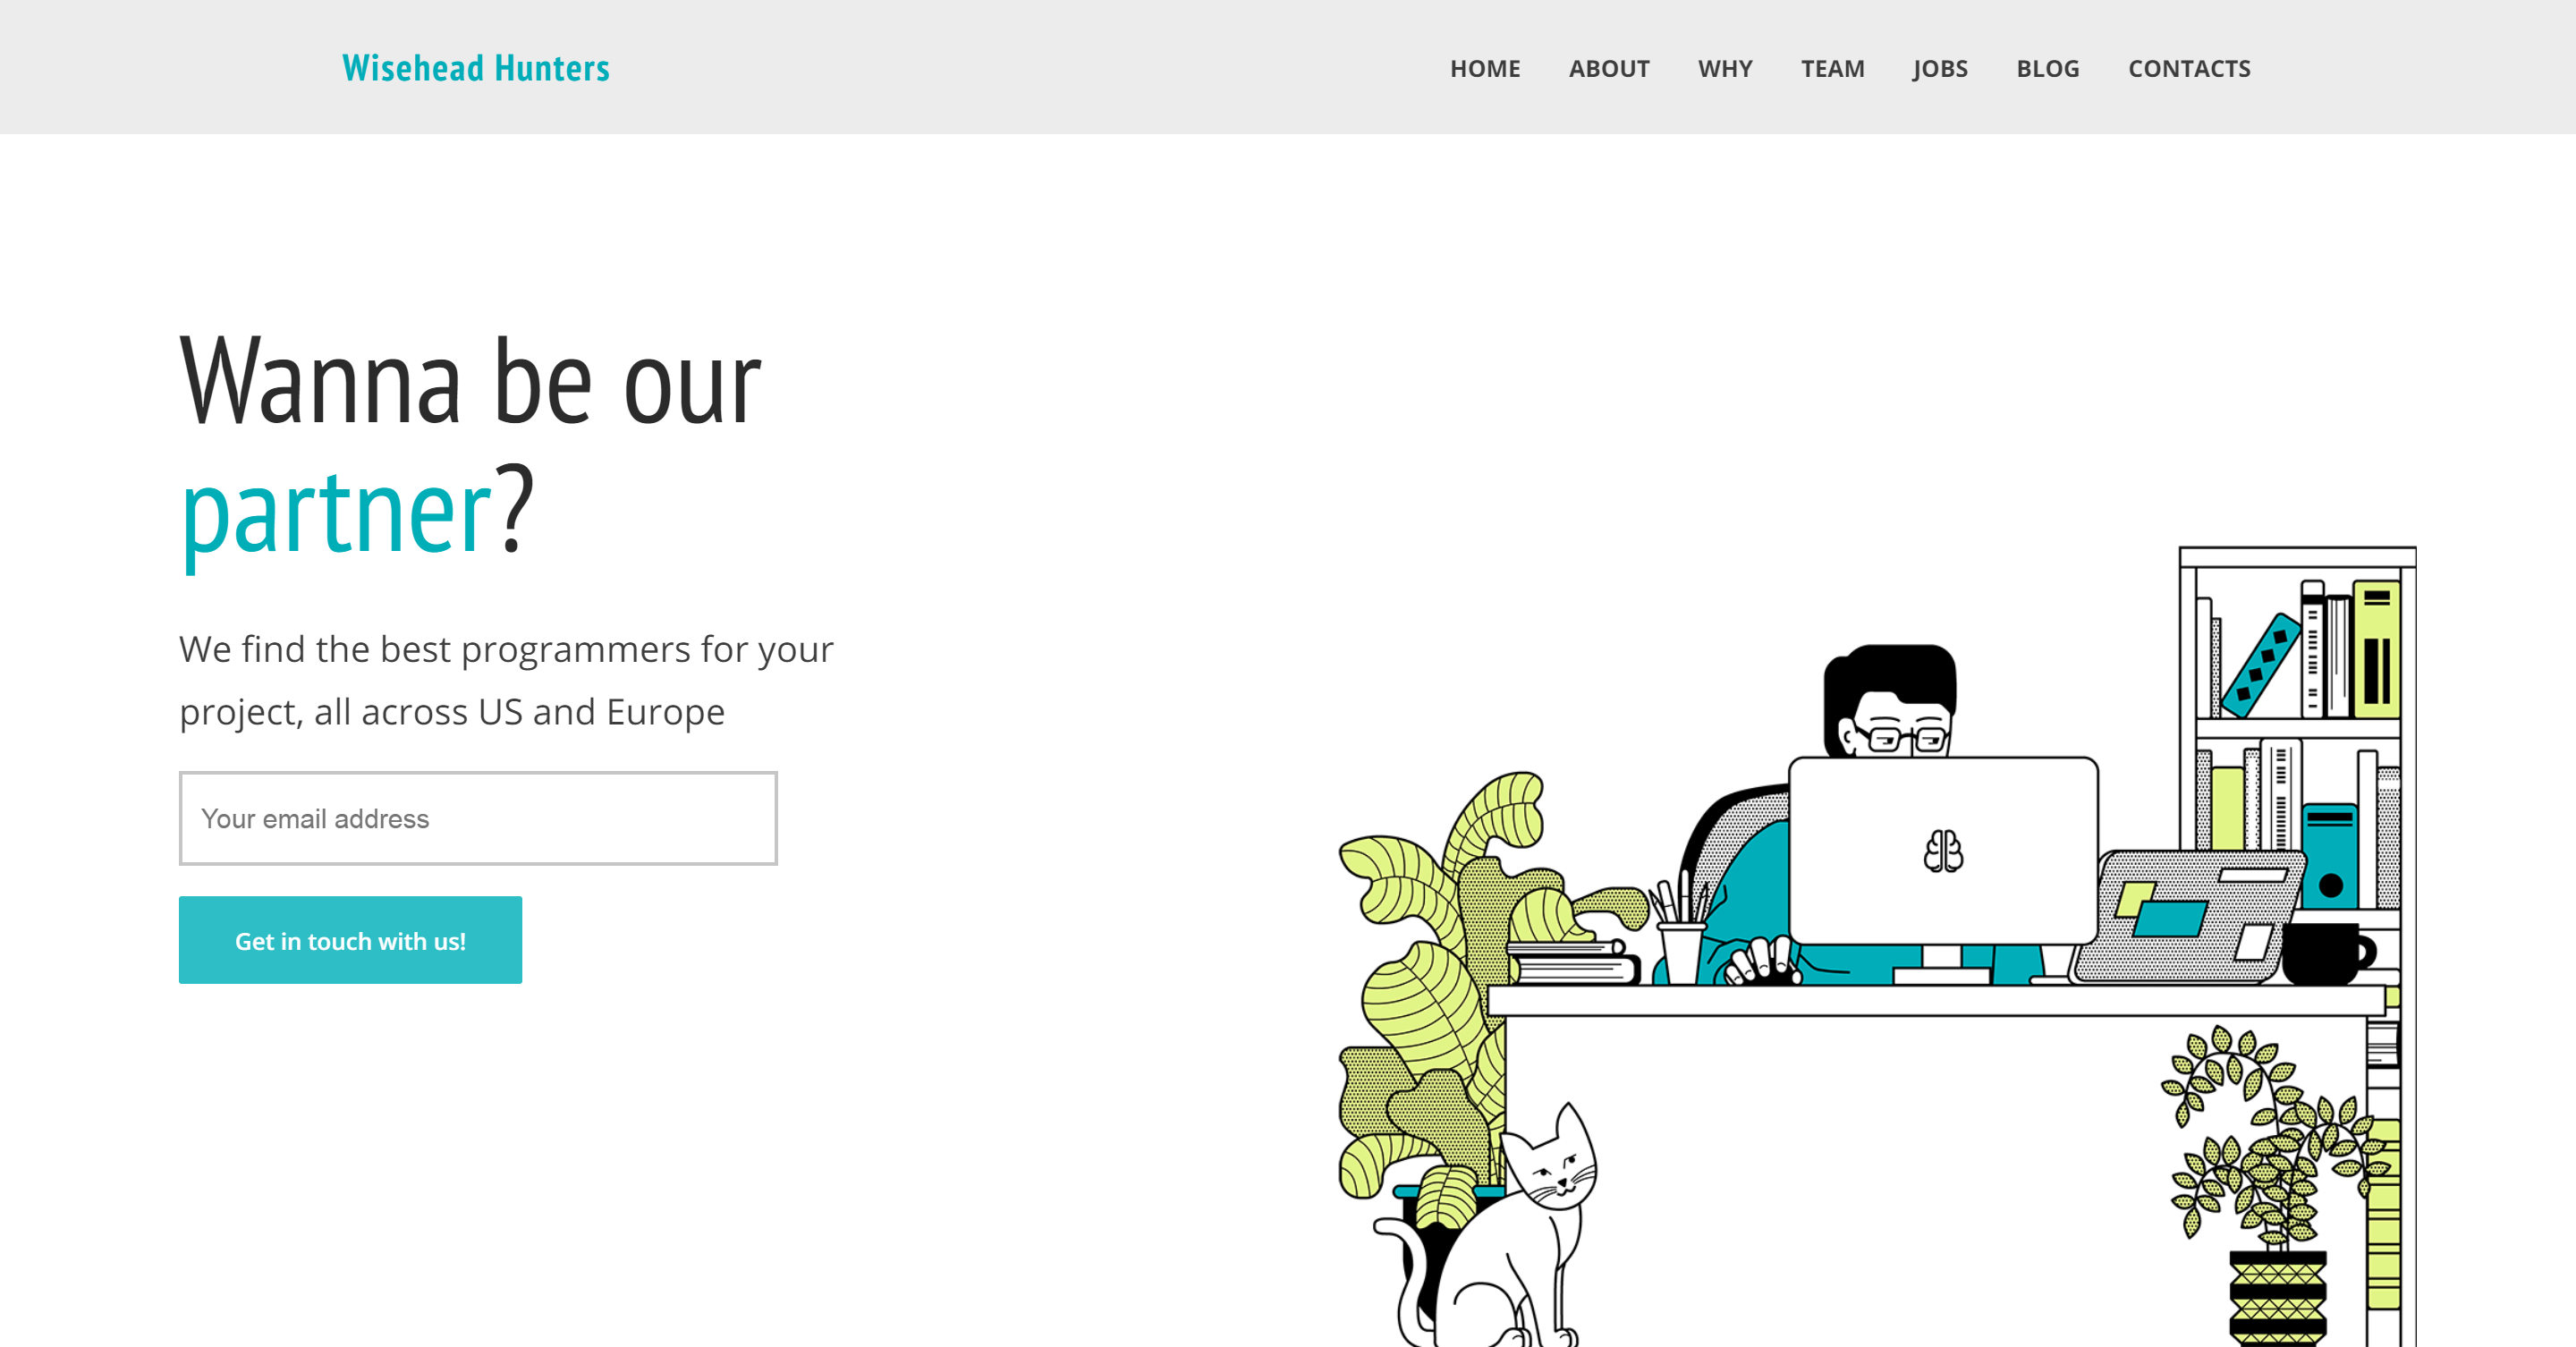 Wisehead Hunters
HOME ABOUT WHY TEAM JOBS BLOG CONTACTS
Wanna be our
partner?
We find the best programmers for your
project, all across US and Europe
Your email address
Get in touch with us!